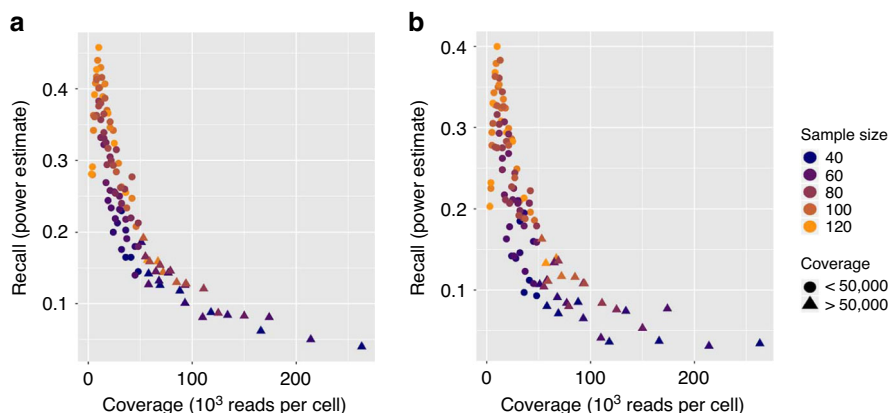 a
0.4
0.3
0.2
0.1
0
100
200
Recall (power estimate)
Coverage (10³ reads per cell)
b
0.4
0.3
0.2
0.1
0
100
200
Recall (power estimate)
Coverage (10³ reads per cell)
Sample size
40
60
80
100
120
Coverage
< 50,000
> 50,000